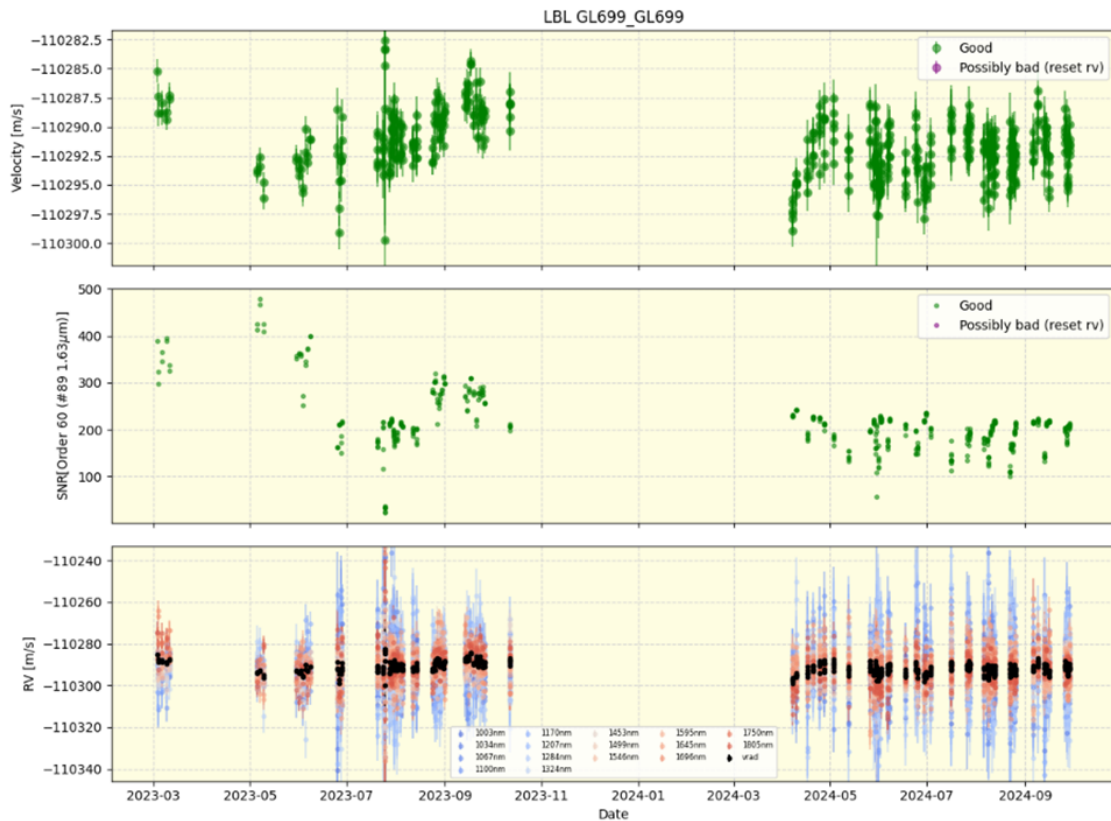 LBL GL699_GL699
Velocity [m/s]
−110282.5
−110285.0
−110287.5
−110290.0
−110292.5
−110295.0
−110297.5
−110300.0
Good
Possibly bad (reset rv)
SNR[Order 60 (#89 1.63μm)]
500
400
300
200
100
Good
Possibly bad (reset rv)
RV [m/s]
−110240
−110260
−110280
−110300
−110320
−110340
1003nm 1170nm 1453nm 1595nm 1750nm
1034nm 1207nm 1499nm 1645nm 1805nm
1067nm 1284nm 1546nm 1696nm vrad
1100nm 1324nm
2023-03 2023-05 2023-07 2023-09 2023-11 2024-01 2024-03 2024-05 2024-07 2024-09
Date